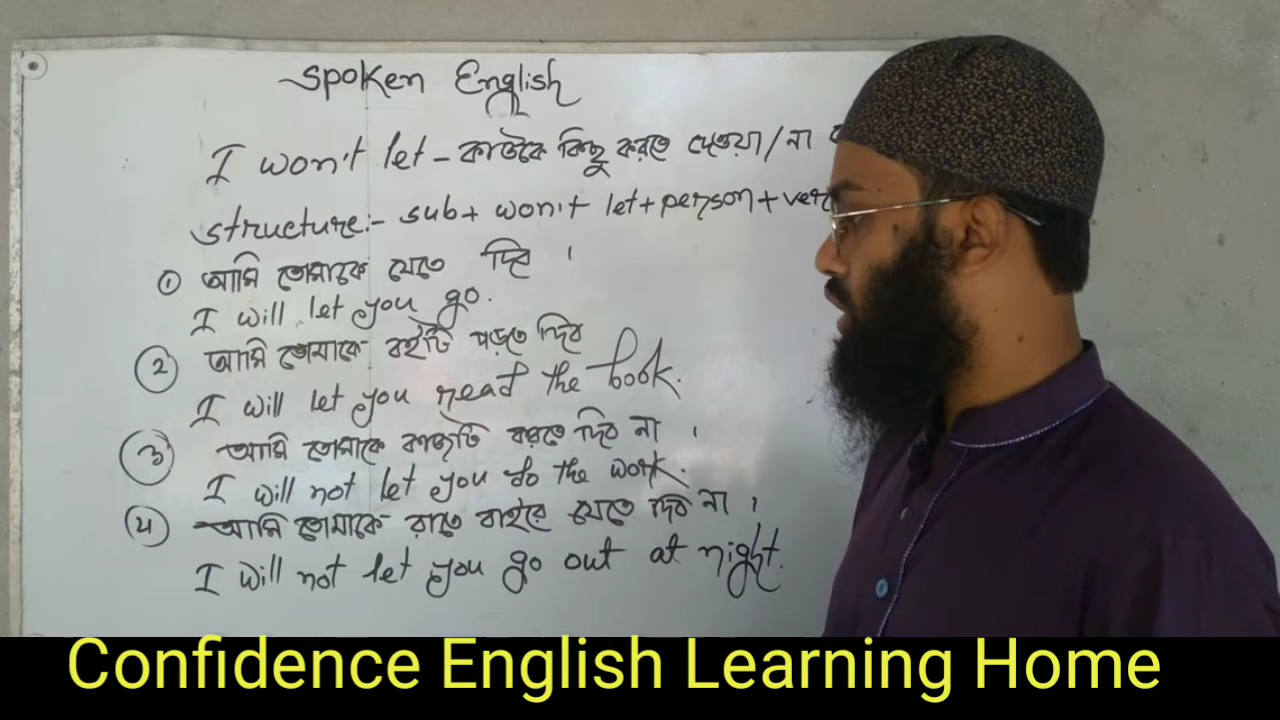 Spoken English
I won't let – কাউকে কিছু করতে দেওয়া/না
structure:- sub+ won't let+person+ver
① আমি তোমাকে যেতে দিব ।
I will let you go.
② আমি তোমাকে বইটি পড়তে দিব
I will let you read the book.
③ আমি তোমাকে কাজটি করতে দিব না ।
I will not let you do the work.
④ আমি তোমাকে রাতে বাইরে যেতে দিব না ।
I will not let you go out at night.
Confidence English Learning Home